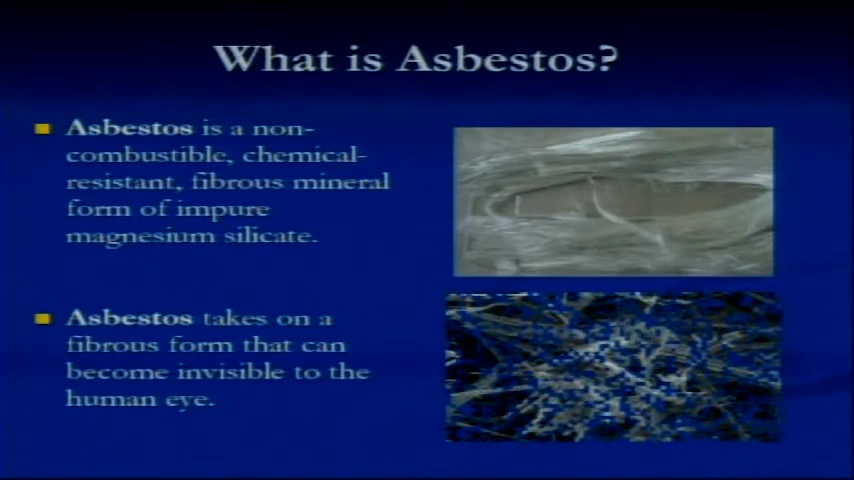 What is Asbestos?
Asbestos is a non-
combustible, chemical-
resistant, fibrous mineral
form of impure
magnesium silicate.
Asbestos takes on a
fibrous form that can
become invisible to the
human eye.